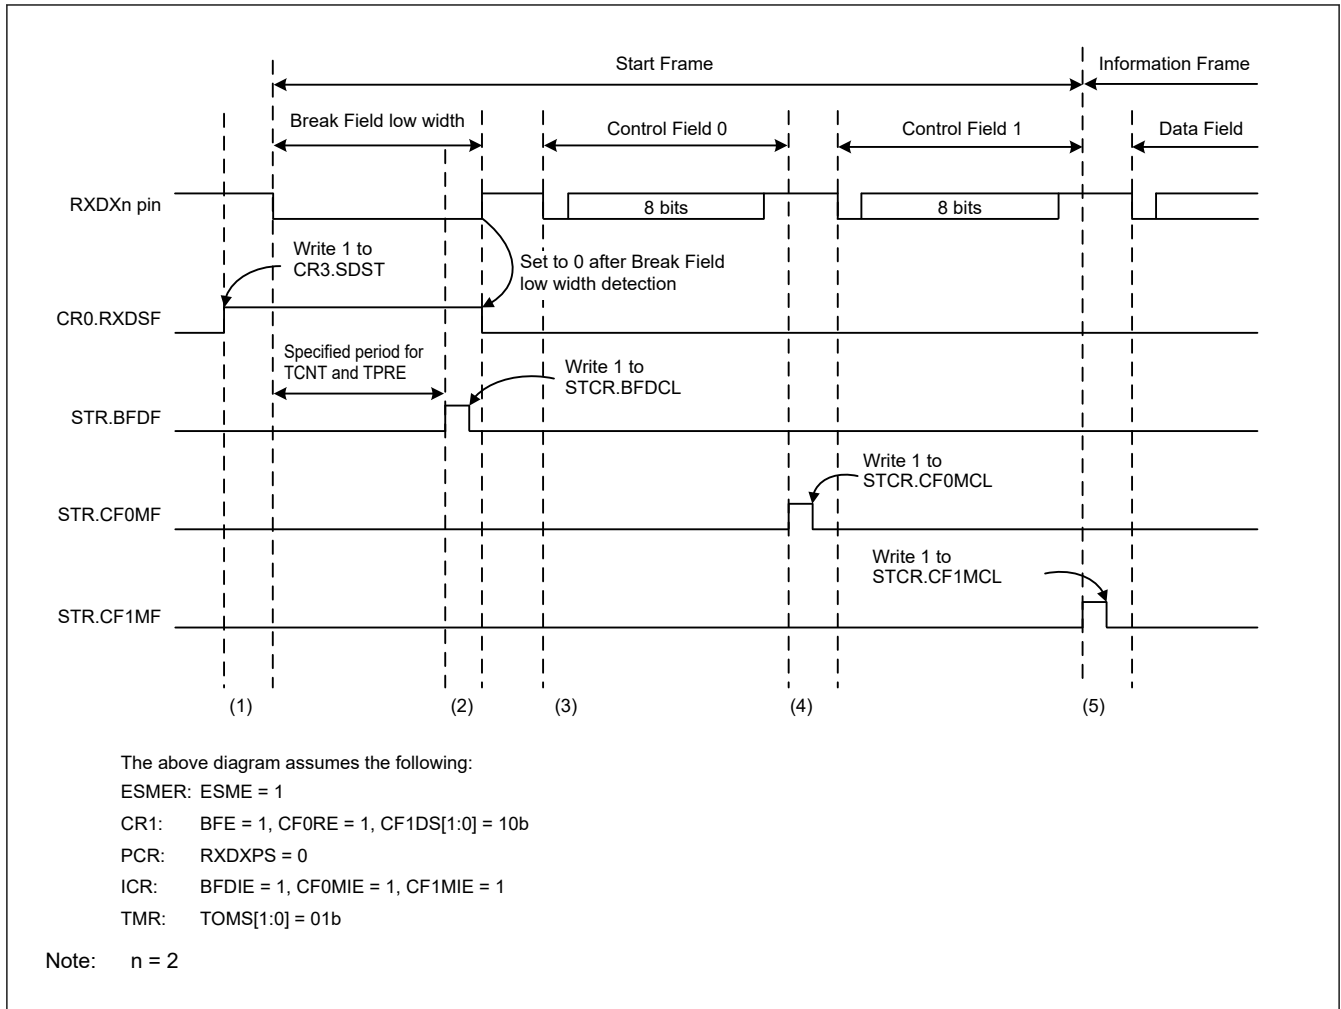 Start Frame
Information Frame
Break Field low width
Control Field 0
Control Field 1
Data Field
RXDXn pin
8 bits
8 bits
Write 1 to
CR3.SDST
Set to 0 after Break Field
low width detection
CR0.RXDSF
Specified period for
TCNT and TPRE
Write 1 to
STCR.BFDCL
STR.BFDF
Write 1 to
STCR.CF0MCL
STR.CF0MF
Write 1 to
STCR.CF1MCL
STR.CF1MF
(1)
(2)
(3)
(4)
(5)
The above diagram assumes the following:
ESMER: ESME = 1
CR1: BFE = 1, CF0RE = 1, CF1DS[1:0] = 10b
PCR: RXDXPS = 0
ICR: BFDIE = 1, CF0MIE = 1, CF1MIE = 1
TMR: TOMS[1:0] = 01b
Note: n = 2